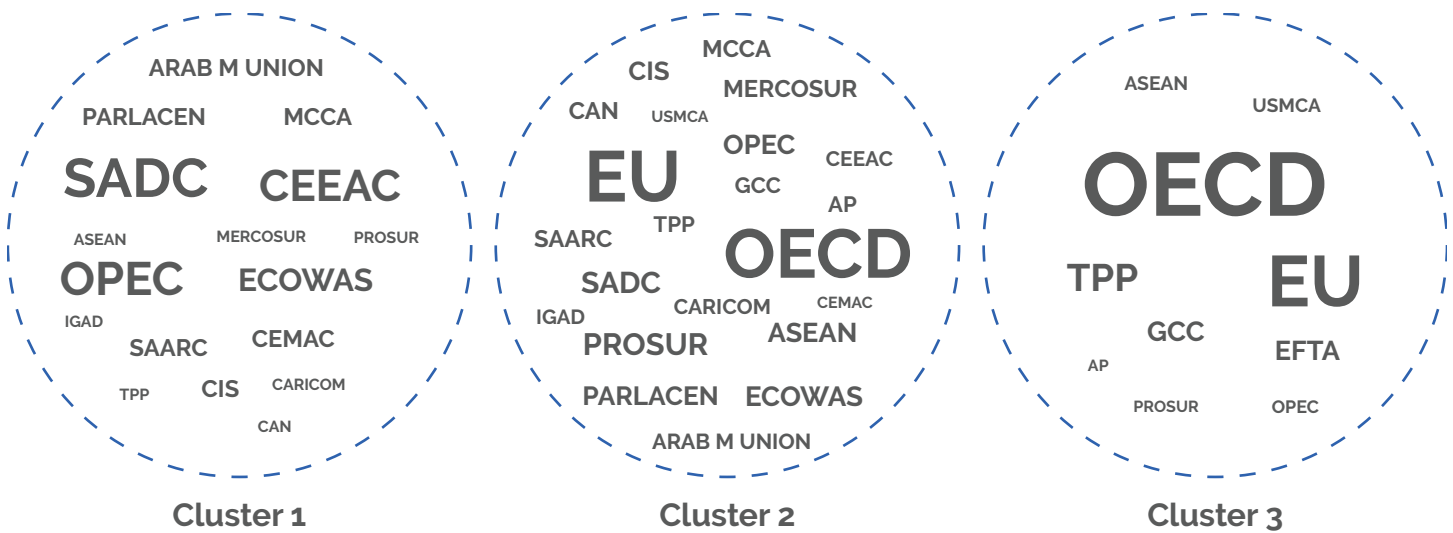 ARAB M UNION
PARLACEN MCCA
SADC CEEAC
ASEAN MERCOSUR PROSUR
OPEC ECOWAS
IGAD
SAARC CEMAC
TPP CIS CARICOM
CAN
Cluster 1
MCCA
CIS
MERCOSUR
CAN USMCA
OPEC
CEEAC
EU
GCC
AP
TPP
SAARC
OECD
SADC
CARICOM CEMAC
IGAD
ASEAN
PROSUR
PARLACEN ECOWAS
ARAB M UNION
Cluster 2
ASEAN
USMCA
OECD
TPP EU
GCC
EFTA
AP
PROSUR OPEC
Cluster 3